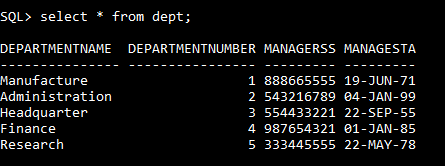 SQL> select * from dept;
DEPARTMENTNAME DEPARTMENTNUMBER MANAGERSS MANAGESTA
--------------- ---------------- --------- ---------
Manufacture 1 888665555 19-JUN-71
Administration 2 543216789 04-JAN-99
Headquarter 3 554433221 22-SEP-55
Finance 4 987654321 01-JAN-85
Research 5 333445555 22-MAY-78